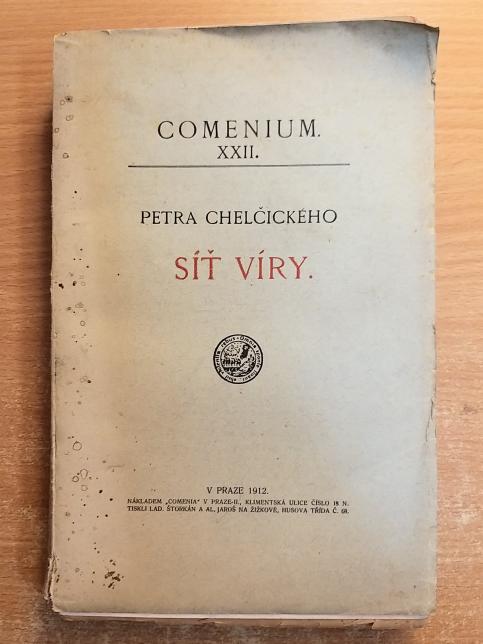 COMENIUM.
XXII.
PETRA CHELČICKÉHO
SÍŤ VÍRY.
V PRAZE 1912.
NÁKLADEM „COMENIA“ V PRAZE-II., KLIMENTSKÁ ULICE ČÍSLO 18 N.
TISKLI LAD. ŠTORKÁN A AL. JAROŠ NA ŽIŽKOVĚ, HUSOVA TŘÍDA Č. 68.